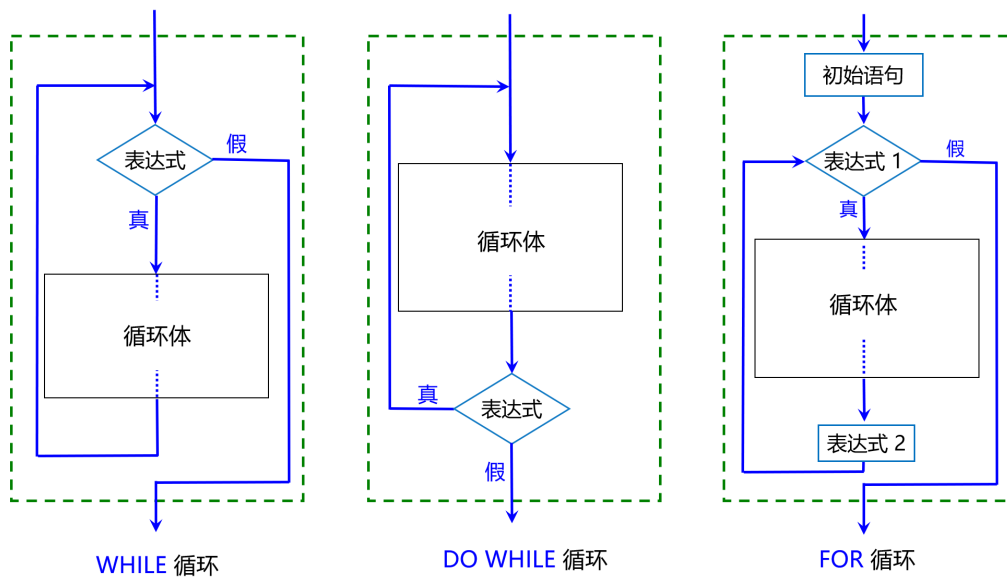 表达式
假
真
循环体
WHILE 循环
循环体
真
表达式
假
DO WHILE 循环
初始语句
表达式 1
假
真
循环体
表达式 2
FOR 循环